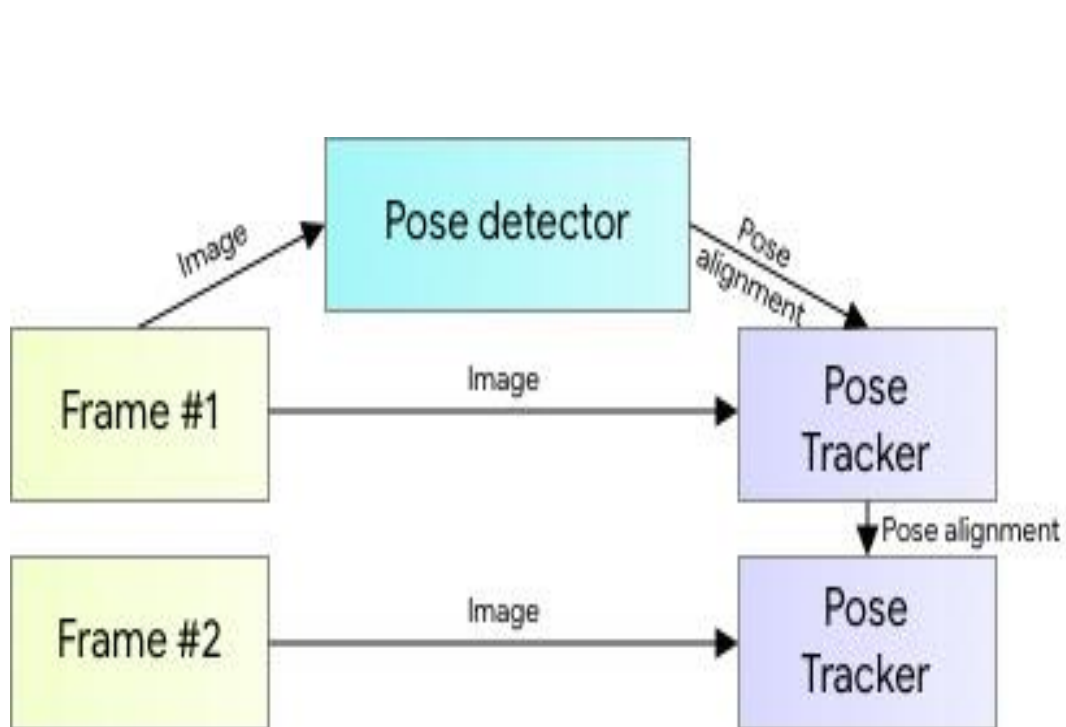 Pose detector
Image
Pose
alignment
Frame #1
Image
Pose
Tracker
Pose alignment
Frame #2
Image
Pose
Tracker